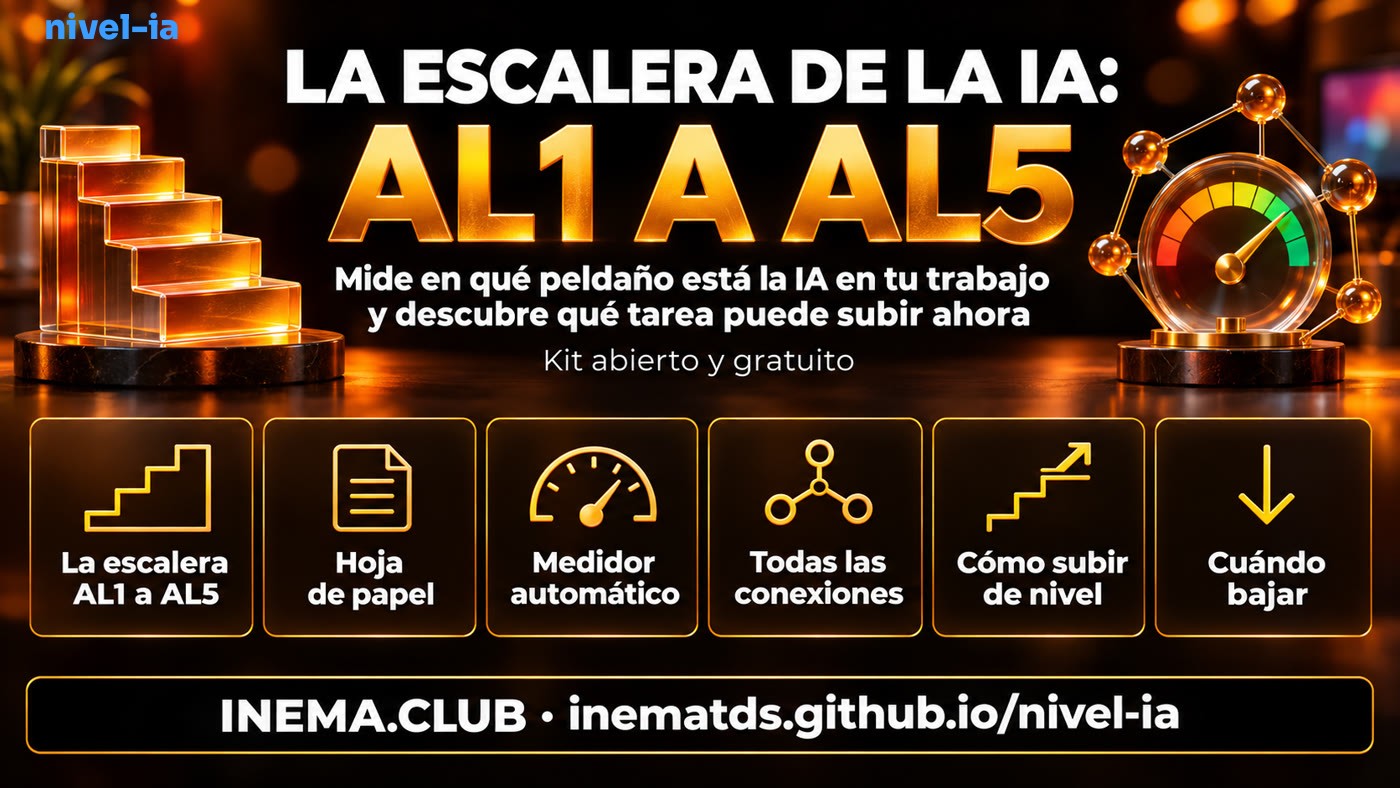 nivel-ia
LA ESCALERA DE LA IA:
AL1 A AL5
Mide en qué peldaño está la IA en tu trabajo
y descubre qué tarea puede subir ahora
Kit abierto y gratuito
La escalera
AL1 a AL5
Hoja
de papel
Medidor
automático
Todas las
conexiones
Cómo subir
de nivel
Cuándo
bajar
INEMA.CLUB · inematds.github.io/nivel-ia